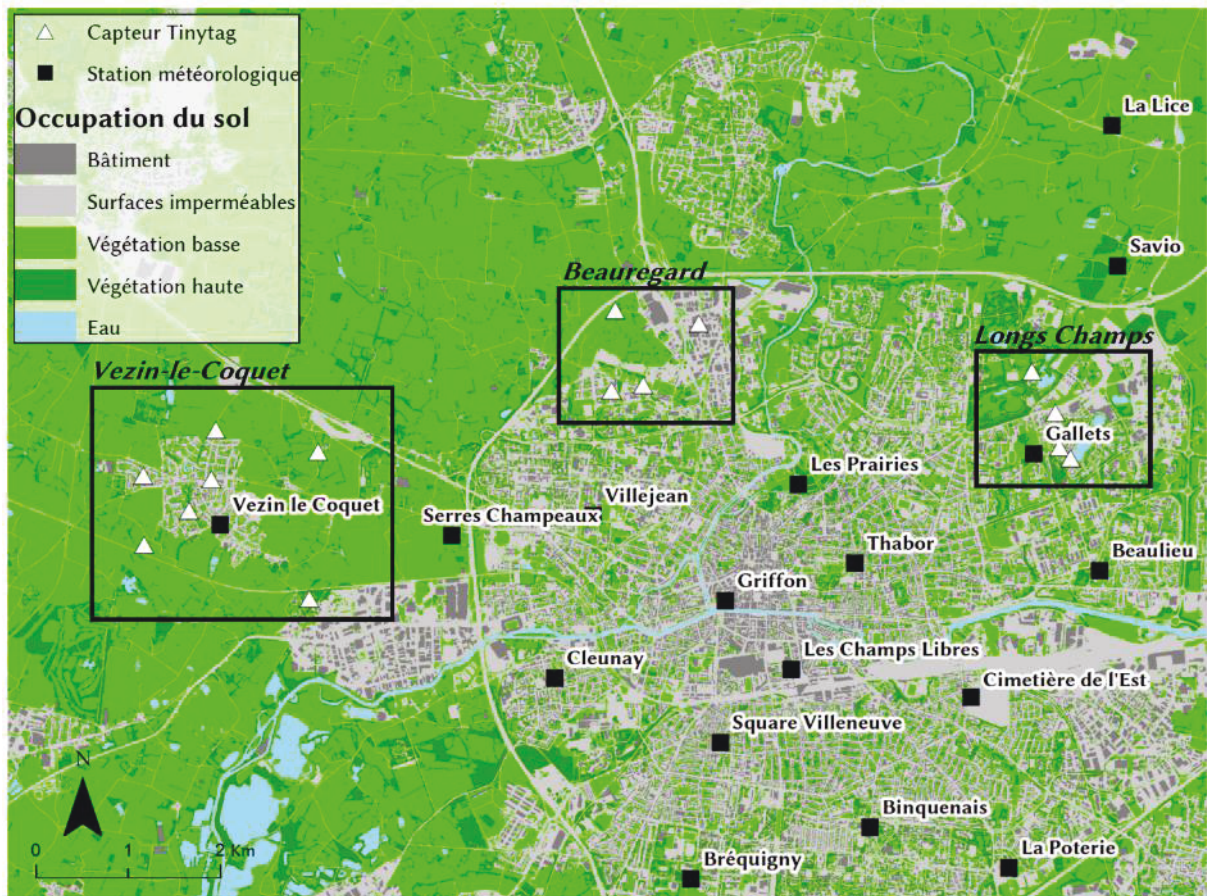 Capteur Tinytag
Station météorologique
Occupation du sol
Bâtiment
Surfaces imperméables
Végétation basse
Végétation haute
Eau
La Lice
Savio
Beauregard
Longs Champs
Vezin-le-Coquet
Gallets
Les Prairies
Villejean
Vezin le Coquet
Serres Champeaux
Thabor
Beaulieu
Griffon
Les Champs Libres
Cleunay
Cimetière de l'Est
Square Villeneuve
N
Binquenais
La Poterie
Bréquigny
0 1 2 Km